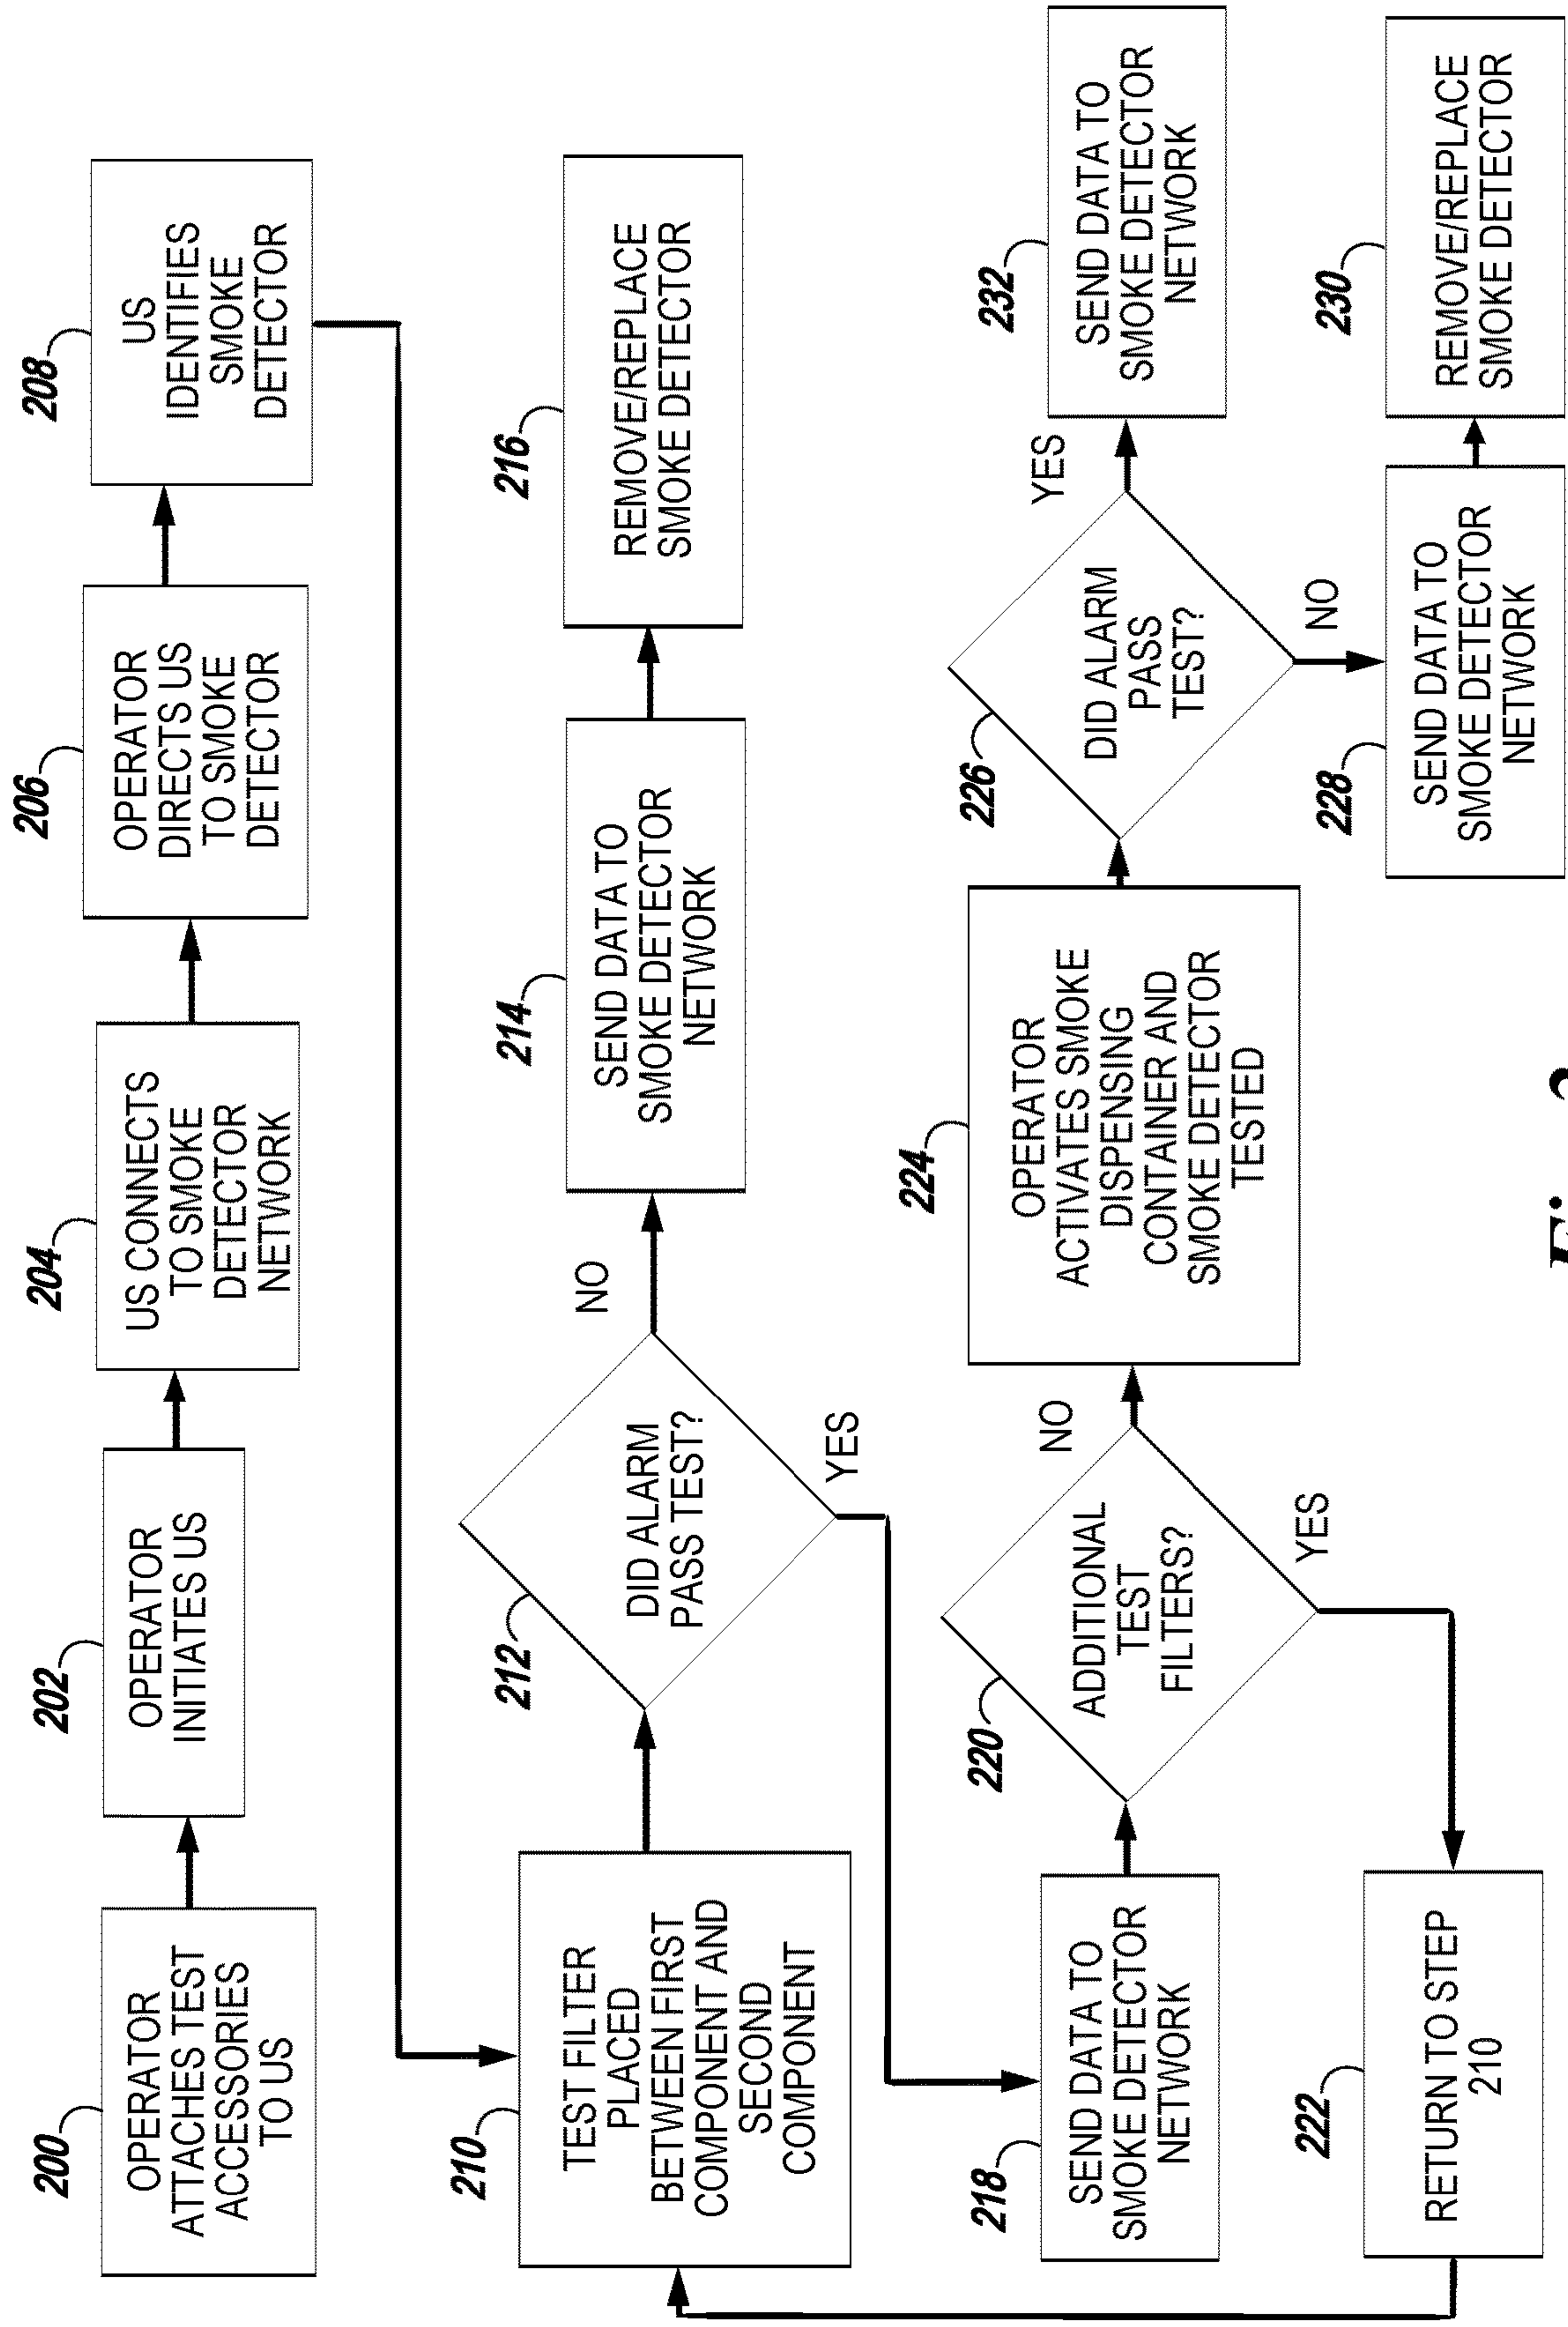 200
OPERATOR
ATTACHES TEST
ACCESSORIES
TO US
202
OPERATOR
INITIATES US
204
US CONNECTS
TO SMOKE
DETECTOR
NETWORK
206
OPERATOR
DIRECTS US
TO SMOKE
DETECTOR
208
US
IDENTIFIES
SMOKE
DETECTOR
210
TEST FILTER
PLACED
BETWEEN FIRST
COMPONENT AND
SECOND
COMPONENT
212
DID ALARM
PASS TEST?
NO
YES
214
SEND DATA TO
SMOKE DETECTOR
NETWORK
216
REMOVE/REPLACE
SMOKE DETECTOR
218
SEND DATA TO
SMOKE DETECTOR
NETWORK
220
ADDITIONAL
TEST
FILTERS?
NO
YES
222
RETURN TO STEP
210
224
OPERATOR
ACTIVATES SMOKE
DISPENSING
CONTAINER AND
SMOKE DETECTOR
TESTED
226
DID ALARM
PASS
TEST?
YES
NO
228
SEND DATA TO
SMOKE DETECTOR
NETWORK
230
REMOVE/REPLACE
SMOKE DETECTOR
232
SEND DATA TO
SMOKE DETECTOR
NETWORK